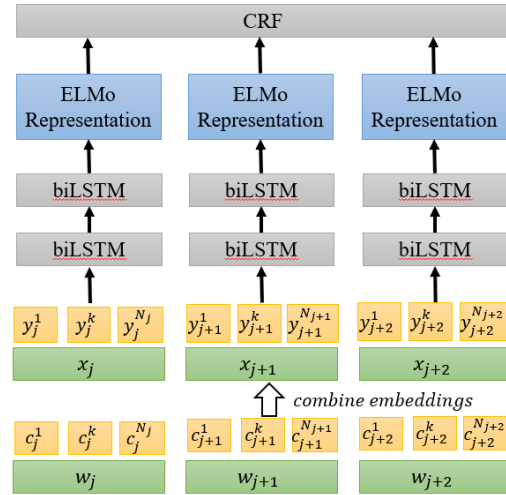 CRF
ELMo Representation ELMo Representation ELMo Representation
biLSTM biLSTM biLSTM
biLSTM biLSTM biLSTM
y_j^1 y_j^k y_j^{N_j} y_{j+1}^1 y_{j+1}^k y_{j+1}^{N_{j+1}} y_{j+2}^1 y_{j+2}^k y_{j+2}^{N_{j+2}}
x_j x_{j+1} x_{j+2}
combine embeddings
c_j^1 c_j^k c_j^{N_j} c_{j+1}^1 c_{j+1}^k c_{j+1}^{N_{j+1}} c_{j+2}^1 c_{j+2}^k c_{j+2}^{N_{j+2}}
w_j w_{j+1} w_{j+2}